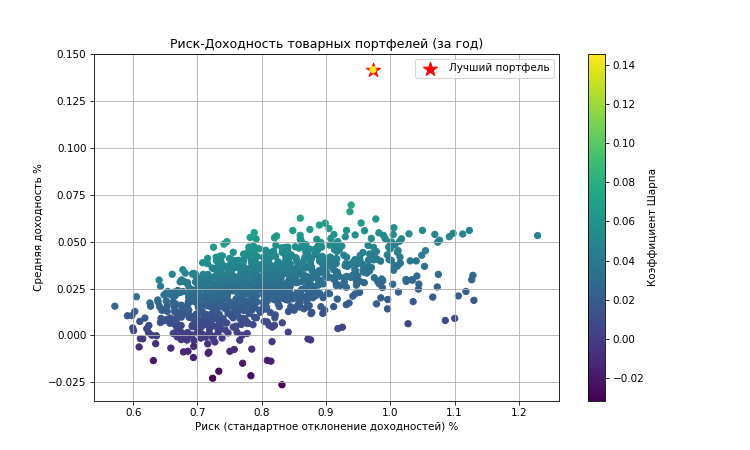 Риск-Доходность товарных портфелей (за год)
Лучший портфель
Средняя доходность %
0.150
0.125
0.100
0.075
0.050
0.025
0.000
−0.025
0.6 0.7 0.8 0.9 1.0 1.1 1.2
Риск (стандартное отклонение доходностей) %
0.14
0.12
0.10
0.08
0.06
0.04
0.02
0.00
−0.02
Коэффициент Шарпа